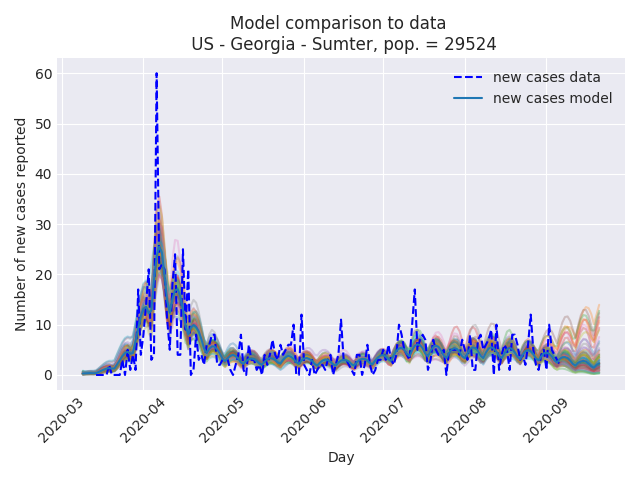 Model comparison to data
US - Georgia - Sumter, pop. = 29524
new cases data
new cases model
Number of new cases reported
60
50
40
30
20
10
0
2020-03
2020-04
2020-05
2020-06
2020-07
2020-08
2020-09
Day